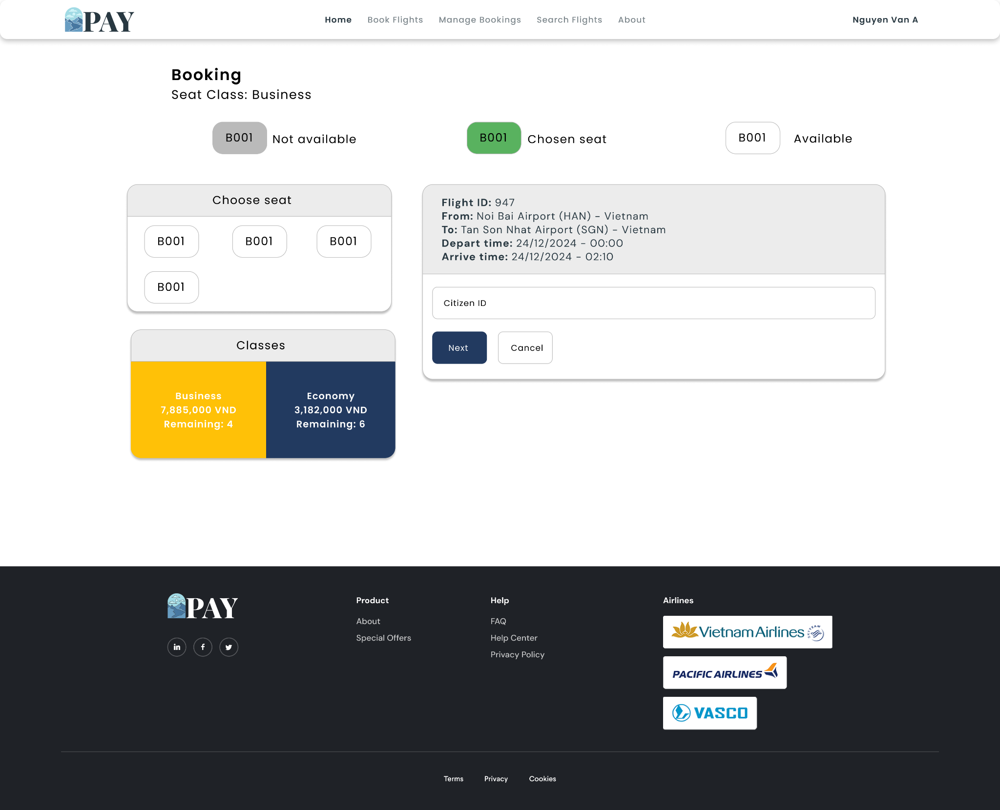 PAY
Home
Book Flights
Manage Bookings
Search Flights
About
Nguyen Van A
Booking
Seat Class: Business
B001
Not available
B001
Chosen seat
B001
Available
Choose seat
B001
B001
B001
B001
Classes
Business
7,885,000 VND
Remaining: 4
Economy
3,182,000 VND
Remaining: 6
Flight ID: 947
From: Noi Bai Airport (HAN) - Vietnam
To: Tan Son Nhat Airport (SGN) - Vietnam
Depart time: 24/12/2024 - 00:00
Arrive time: 24/12/2024 - 02:10
Citizen ID
Next
Cancel
PAY
in
f
Product
About
Special Offers
Help
FAQ
Help Center
Privacy Policy
Airlines
Vietnam Airlines
SKYTEAM
PACIFIC AIRLINES
VASCO
Terms
Privacy
Cookies